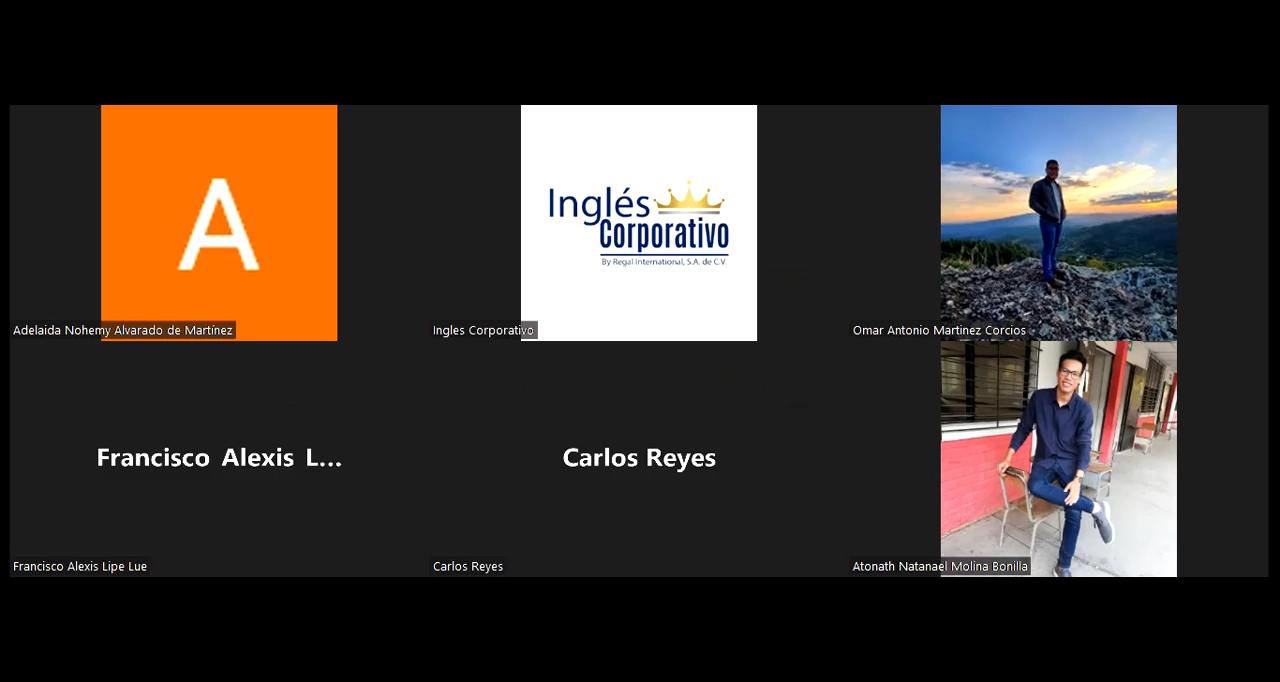 A
Inglés
Corporativo
By Regal International, S.A. de C.V.
Adelaida Nohemy Alvarado de Martínez
Ingles Corporativo
Omar Antonio Martinez Corcios
Francisco Alexis L...
Carlos Reyes
Francisco Alexis Lipe Lue
Carlos Reyes
Atonath Natanael Molina Bonilla